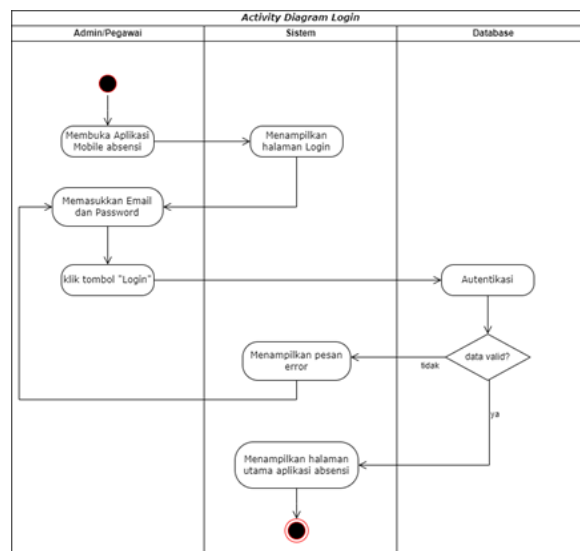 Activity Diagram Login
Admin/Pegawai
Sistem
Database
Membuka Aplikasi
Mobile absensi
Menampilkan
halaman Login
Memasukkan Email
dan Password
klik tombol "Login"
Autentikasi
data valid?
tidak
Menampilkan pesan
error
ya
Menampilkan halaman
utama aplikasi absensi